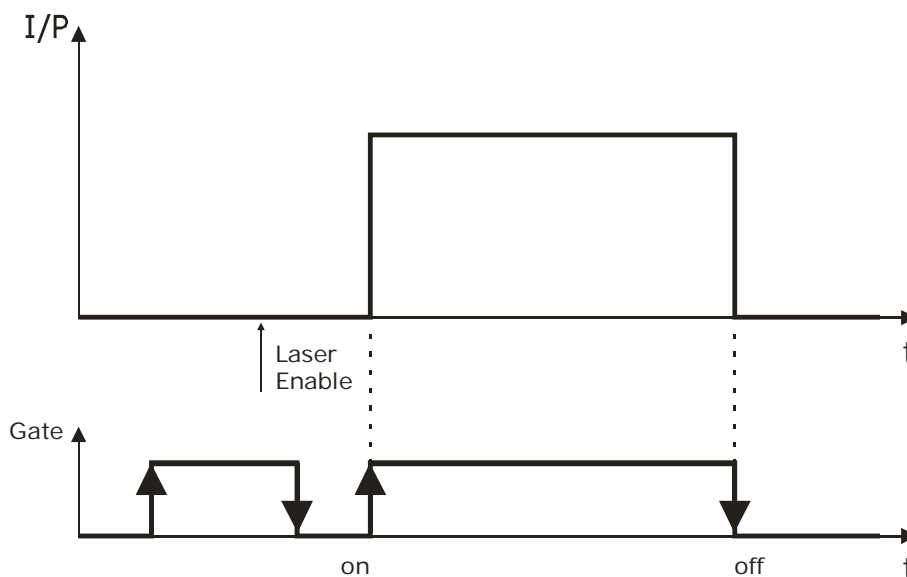 I/P
t
Laser
Enable
Gate
on
off
t